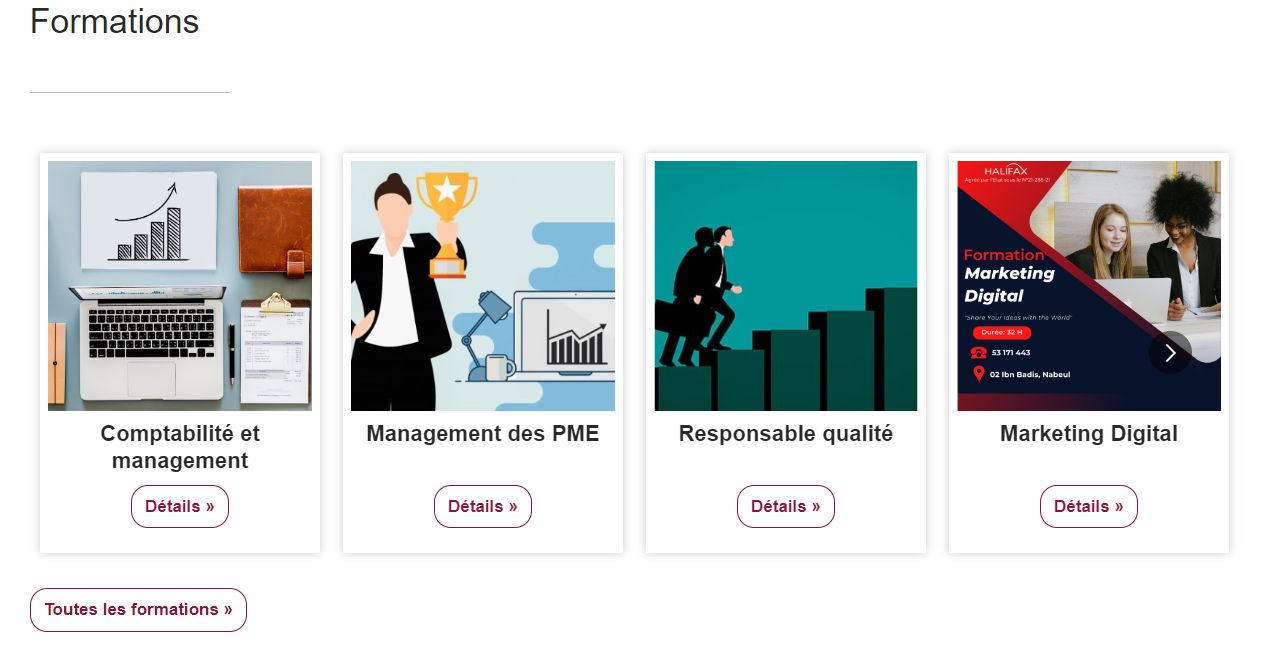 Formations
Comptabilité et
management
Détails »
Management des PME
Détails »
Responsable qualité
Détails »
HALIFAX
Agréé par l'Etat sous le N°21-286-21
Formation
Marketing
Digital
"Share Your Ideas with the World"
Durée: 32 H
53 171 443
02 Ibn Badis, Nabeul
Marketing Digital
Détails »
Toutes les formations »